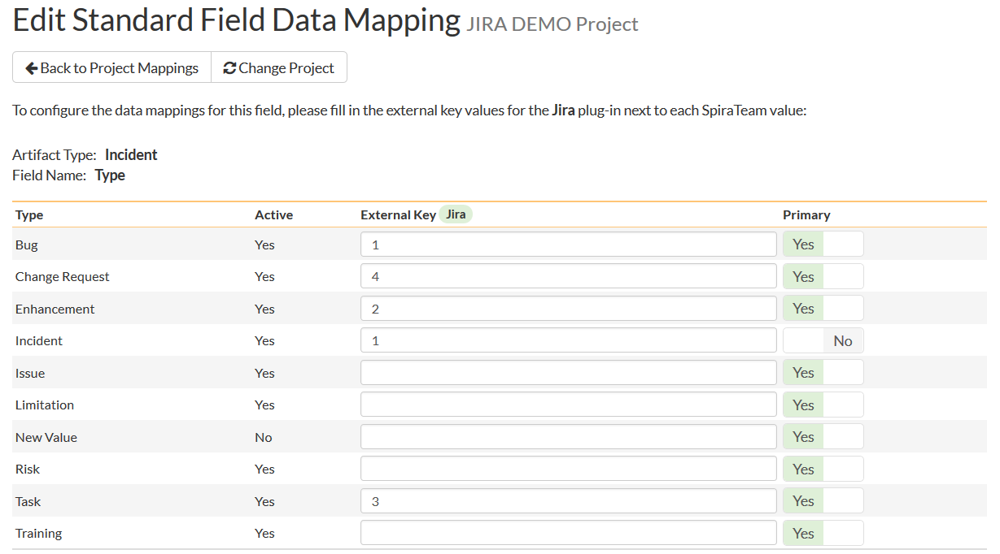 Edit Standard Field Data Mapping JIRA DEMO Project
Back to Project Mappings Change Project
To configure the data mappings for this field, please fill in the external key values for the Jira plug-in next to each SpiraTeam value:
Artifact Type: Incident
Field Name: Type
Type Active External Key Jira Primary
Bug Yes 1 Yes
Change Request Yes 4 Yes
Enhancement Yes 2 Yes
Incident Yes 1 No
Issue Yes Yes
Limitation Yes Yes
New Value No Yes
Risk Yes Yes
Task Yes 3 Yes
Training Yes Yes